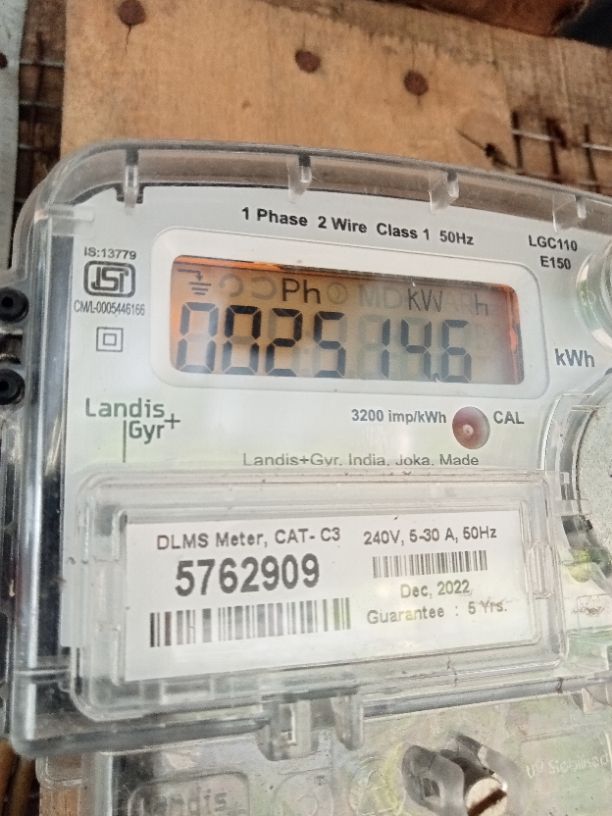 1 Phase 2 Wire Class 1 50Hz
LGC110
E150
IS:13779
ISI
CM/L-0005446166
Ph kW h
002514.6
kWh
Landis+
Gyr
3200 imp/kWh
CAL
Landis+Gyr, India, Joka, Made
DLMS Meter, CAT- C3
240V, 5-30 A, 50Hz
5762909
Dec, 2022
Guarantee : 5 Yrs.
Landis